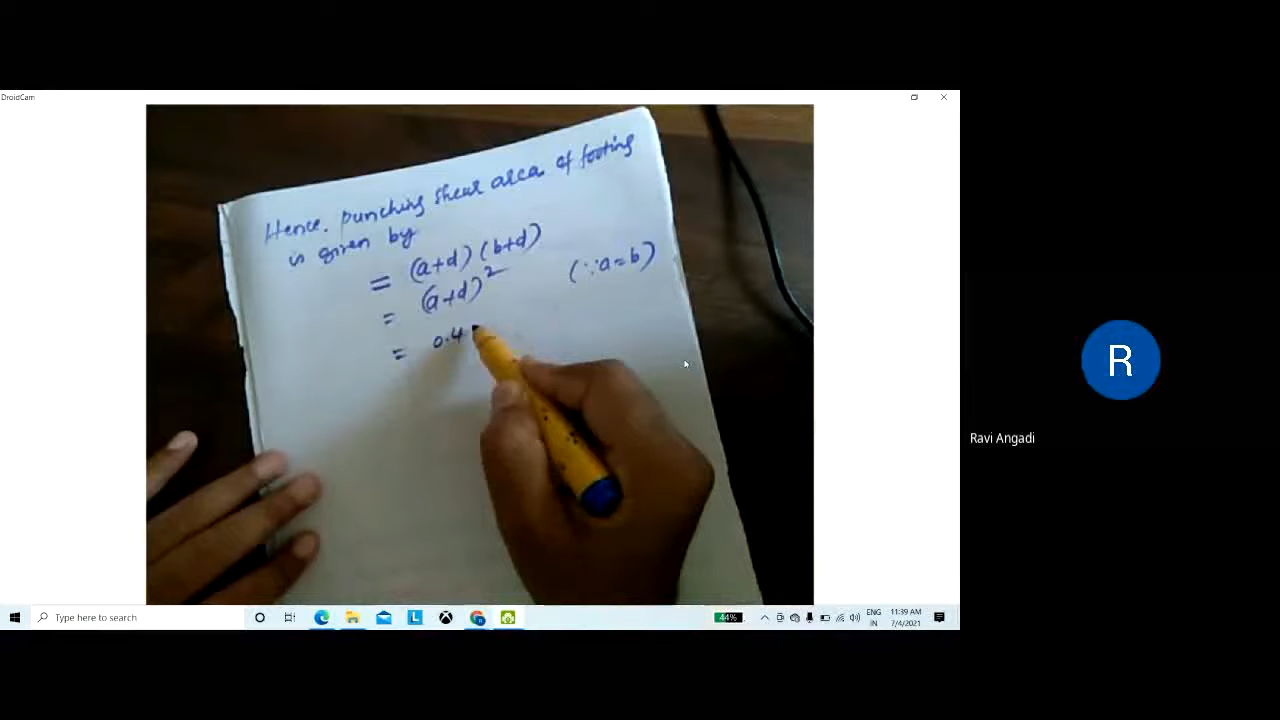 DroidCam
Hence. punching shear area of footing
is given by
= (a+d) (b+d)
= (a+d)² (∵a=b)
= 0.4
R
Ravi Angadi
Type here to search
L
44%
ENG
IN
11:39 AM
7/4/2021